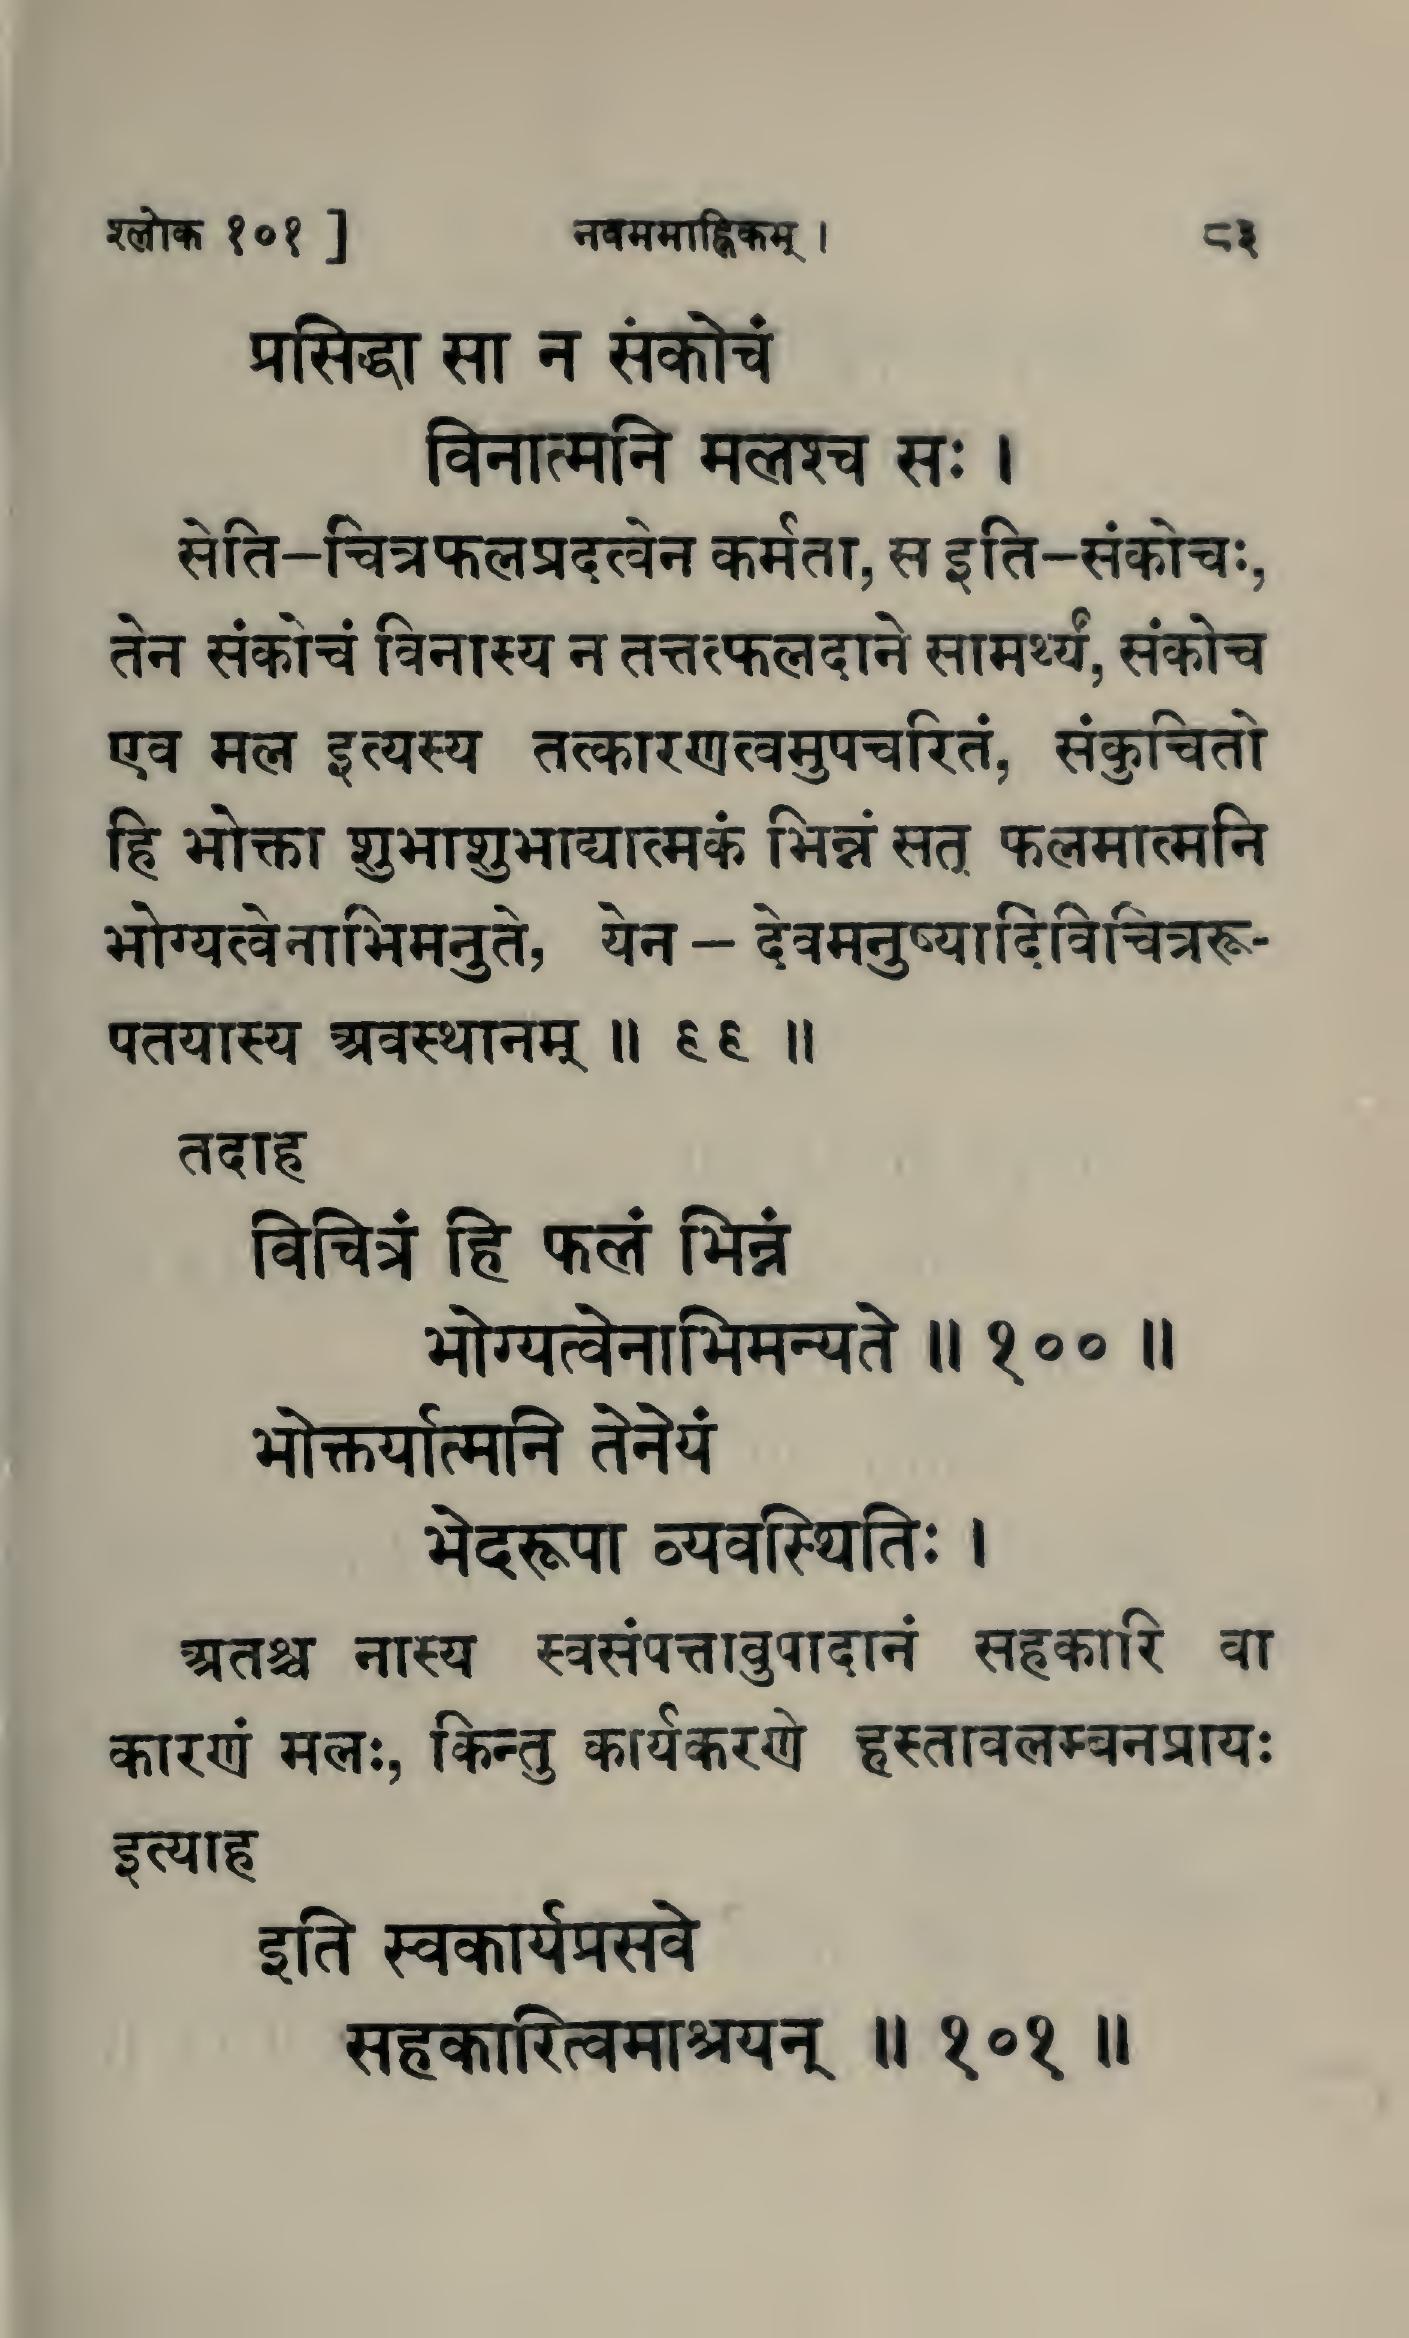 श्लोक १०१ ] नवममाह्निकम् । ८३
प्रसिद्धा सा न संकोचं
विनात्मनि मलश्च सः ।
सेति–चित्रफलप्रदत्वेन कर्मता, स इति–संकोचः,
तेन संकोचं विनास्य न तत्तत्फलदाने सामर्थ्यं, संकोच
एव मल इत्यस्य तत्कारणत्वमुपचरितं, संकुचितो
हि भोक्ता शुभाशुभाद्यात्मकं भिन्नं सत् फलमात्मनि
भोग्यत्वेनाभिमनुते, येन – देवमनुष्यादिविचित्ररू-
पतयास्य अवस्थानम् ॥ ९९ ॥
तदाह
विचित्रं हि फलं भिन्नं
भोग्यत्वेनाभिमन्यते ॥ १०० ॥
भोक्तर्यात्मनि तेनेयं
भेदरूपा व्यवस्थितिः ।
अतश्च नास्य स्वसंपत्तावुपादानं सहकारि वा
कारणं मलः, किन्तु कार्यकरणे हस्तावलम्बनप्रायः
इत्याह
इति स्वकार्यप्रसवे
सहकारित्वमाश्रयन् ॥ १०१ ॥